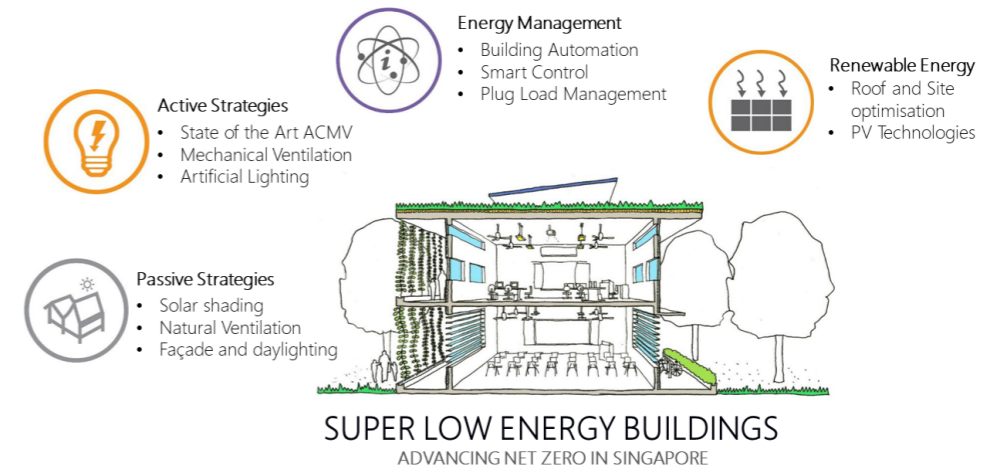 Energy Management
• Building Automation
• Smart Control
• Plug Load Management
Renewable Energy
• Roof and Site
optimisation
• PV Technologies
Active Strategies
• State of the Art ACMV
• Mechanical Ventilation
• Artificial Lighting
i
Passive Strategies
• Solar shading
• Natural Ventilation
• Façade and daylighting
SUPER LOW ENERGY BUILDINGS
ADVANCING NET ZERO IN SINGAPORE